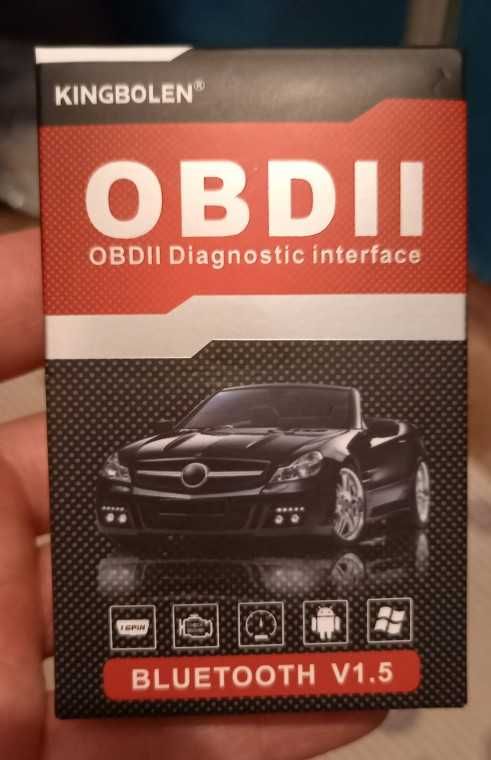 KINGBOLEN®
OBDII
OBDII Diagnostic interface
16PIN
BLUETOOTH V1.5